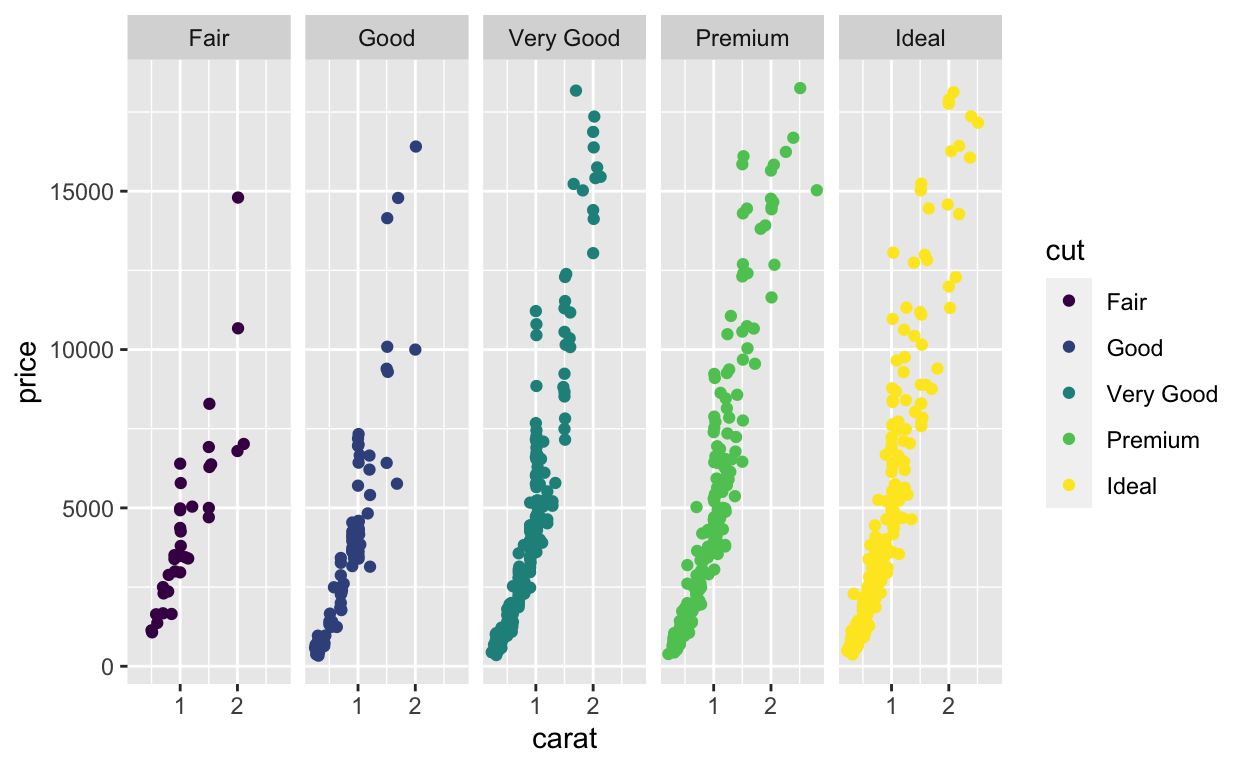 Fair Good Very Good Premium Ideal
price
15000
10000
5000
0
1 2 1 2 1 2 1 2 1 2
carat
cut
Fair
Good
Very Good
Premium
Ideal